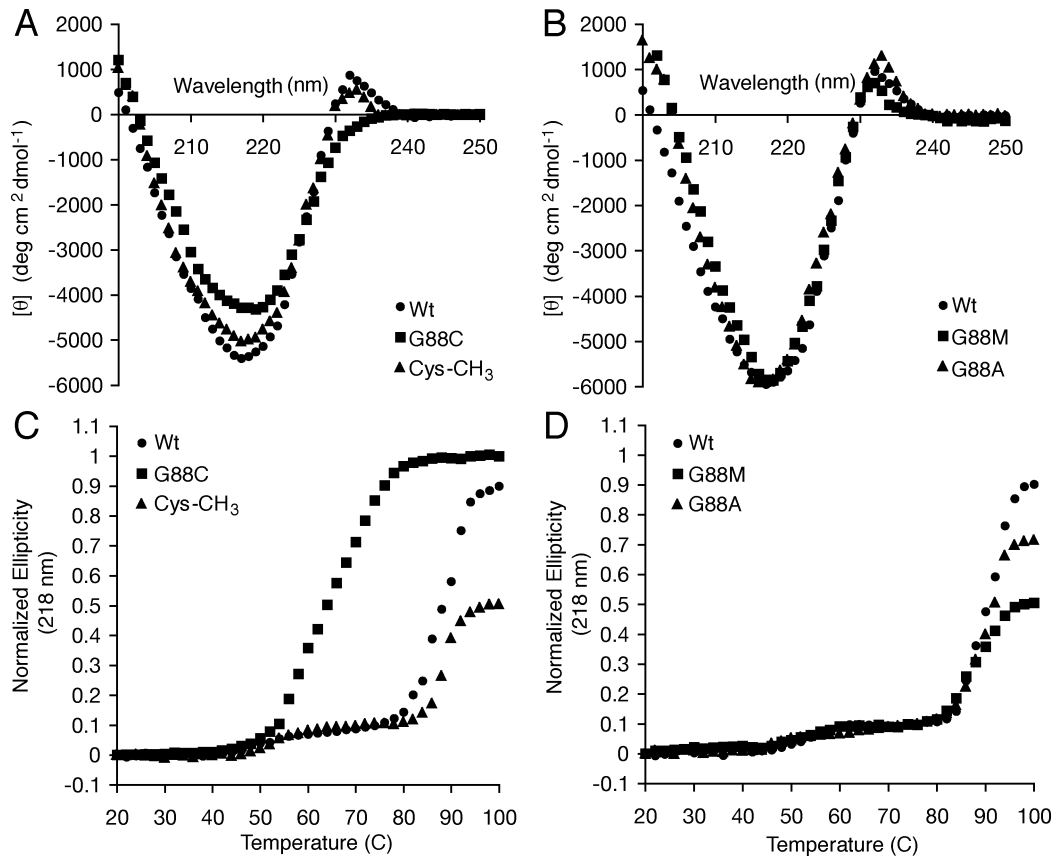 A
2000
1000
0
-1000
-2000
-3000
-4000
-5000
-6000
[θ] (deg cm² dmol⁻¹)
Wavelength (nm)
210 220 240 250
Wt
G88C
Cys-CH₃
B
2000
1000
0
-1000
-2000
-3000
-4000
-5000
-6000
[θ] (deg cm² dmol⁻¹)
Wavelength (nm)
210 220 240 250
Wt
G88M
G88A
C
1.1
1
0.9
0.8
0.7
0.6
0.5
0.4
0.3
0.2
0.1
0
-0.1
Normalized Ellipticity
(218 nm)
Wt
G88C
Cys-CH₃
20 30 40 50 60 70 80 90 100
Temperature (C)
D
1.1
1
0.9
0.8
0.7
0.6
0.5
0.4
0.3
0.2
0.1
0
-0.1
Normalized Ellipticity
(218 nm)
Wt
G88M
G88A
20 30 40 50 60 70 80 90 100
Temperature (C)